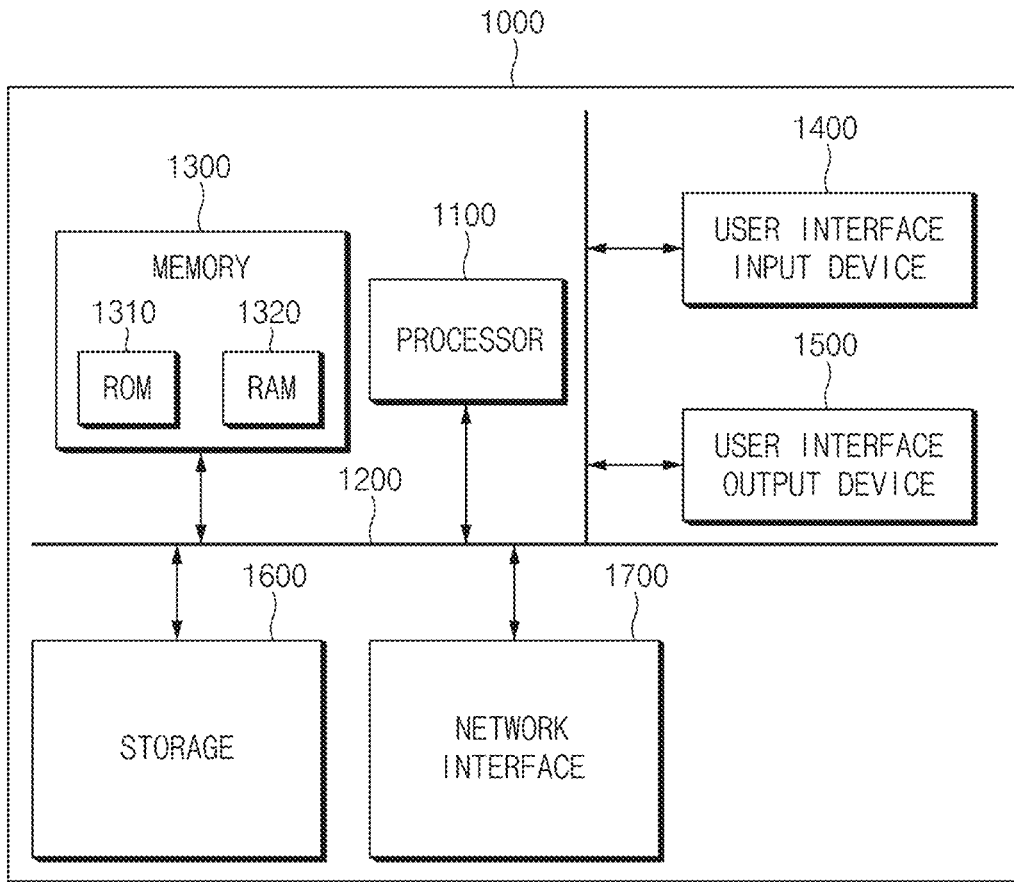 1000
1300
MEMORY
1310
1320
ROM
RAM
1100
PROCESSOR
1400
USER INTERFACE
INPUT DEVICE
1500
USER INTERFACE
OUTPUT DEVICE
1200
1600
STORAGE
1700
NETWORK
INTERFACE